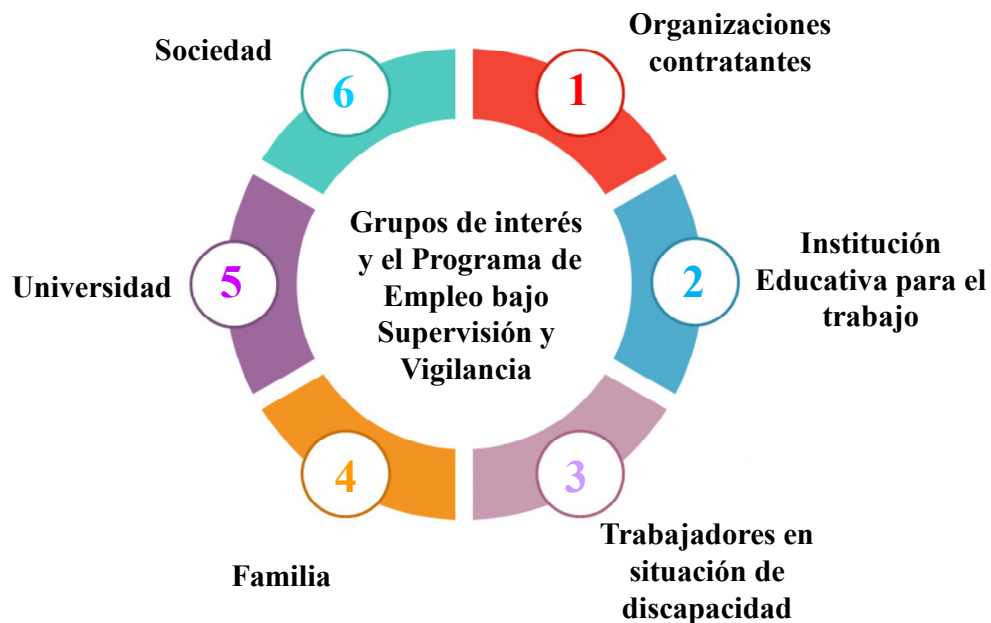 Grupos de interés
y el Programa de
Empleo bajo
Supervisión y
Vigilancia
1
Organizaciones
contratantes
2
Institución
Educativa para el
trabajo
3
Trabajadores en
situación de
discapacidad
4
Familia
5
Universidad
6
Sociedad